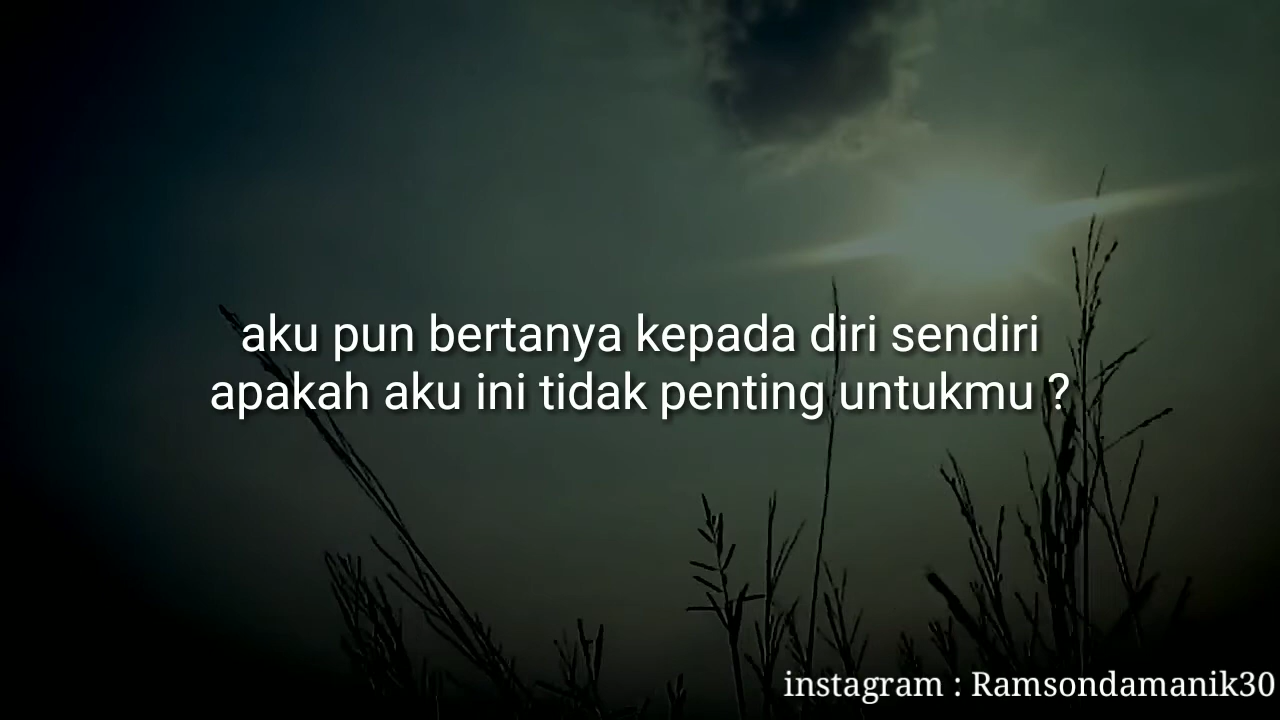 aku pun bertanya kepada diri sendiri
apakah aku ini tidak penting untukmu ?
instagram : Ramsondamanik30